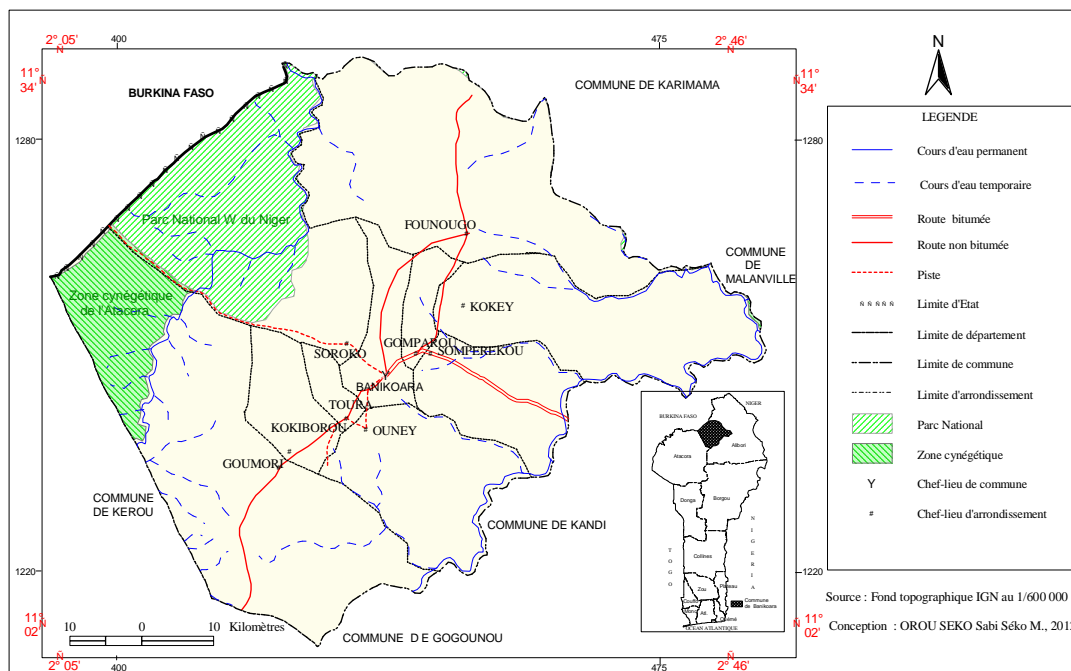 2° 05'
400
475
2° 46'
11°
34'
11°
34'
BURKINA FASO
COMMUNE DE KARIMAMA
1280
1280
Parc National W du Niger
FOUNOUGO
COMMUNE
DE
MALANVILLE
Zone cynégétique
de l'Atacora
KOKEY
GOMPAROU
SOROKO
SOMPEREKOU
BANIKOARA
TOURA
KOKIBOROU
OUNEY
GOUMORI
COMMUNE
DE KEROU
COMMUNE DE KANDI
1220
1220
11°
02'
11°
02'
10 0 10 Kilomètres
COMMUNE D E GOGOUNOU
2° 05'
400
475
2° 46'
N
LEGENDE
Cours d'eau permanent
Cours d'eau temporaire
Route bitumée
Route non bitumée
Piste
Ñ Ñ Ñ Ñ Ñ Limite d'Etat
Limite de département
Limite de commune
Limite d'arrondissement
Parc National
Zone cynégétique
Y Chef-lieu de commune
# Chef-lieu d'arrondissement
NIGER
BURKINA FASO
Alibori
Atacora
Donga
Borgou
TOGO
NIGERIA
Collines
Zou
Plateau
Atl.
Commune
de Banikoara
OCEAN ATLANTIQUE
Source : Fond topographique IGN au 1/600 000
Conception : OROU SEKO Sabi Séko M., 201